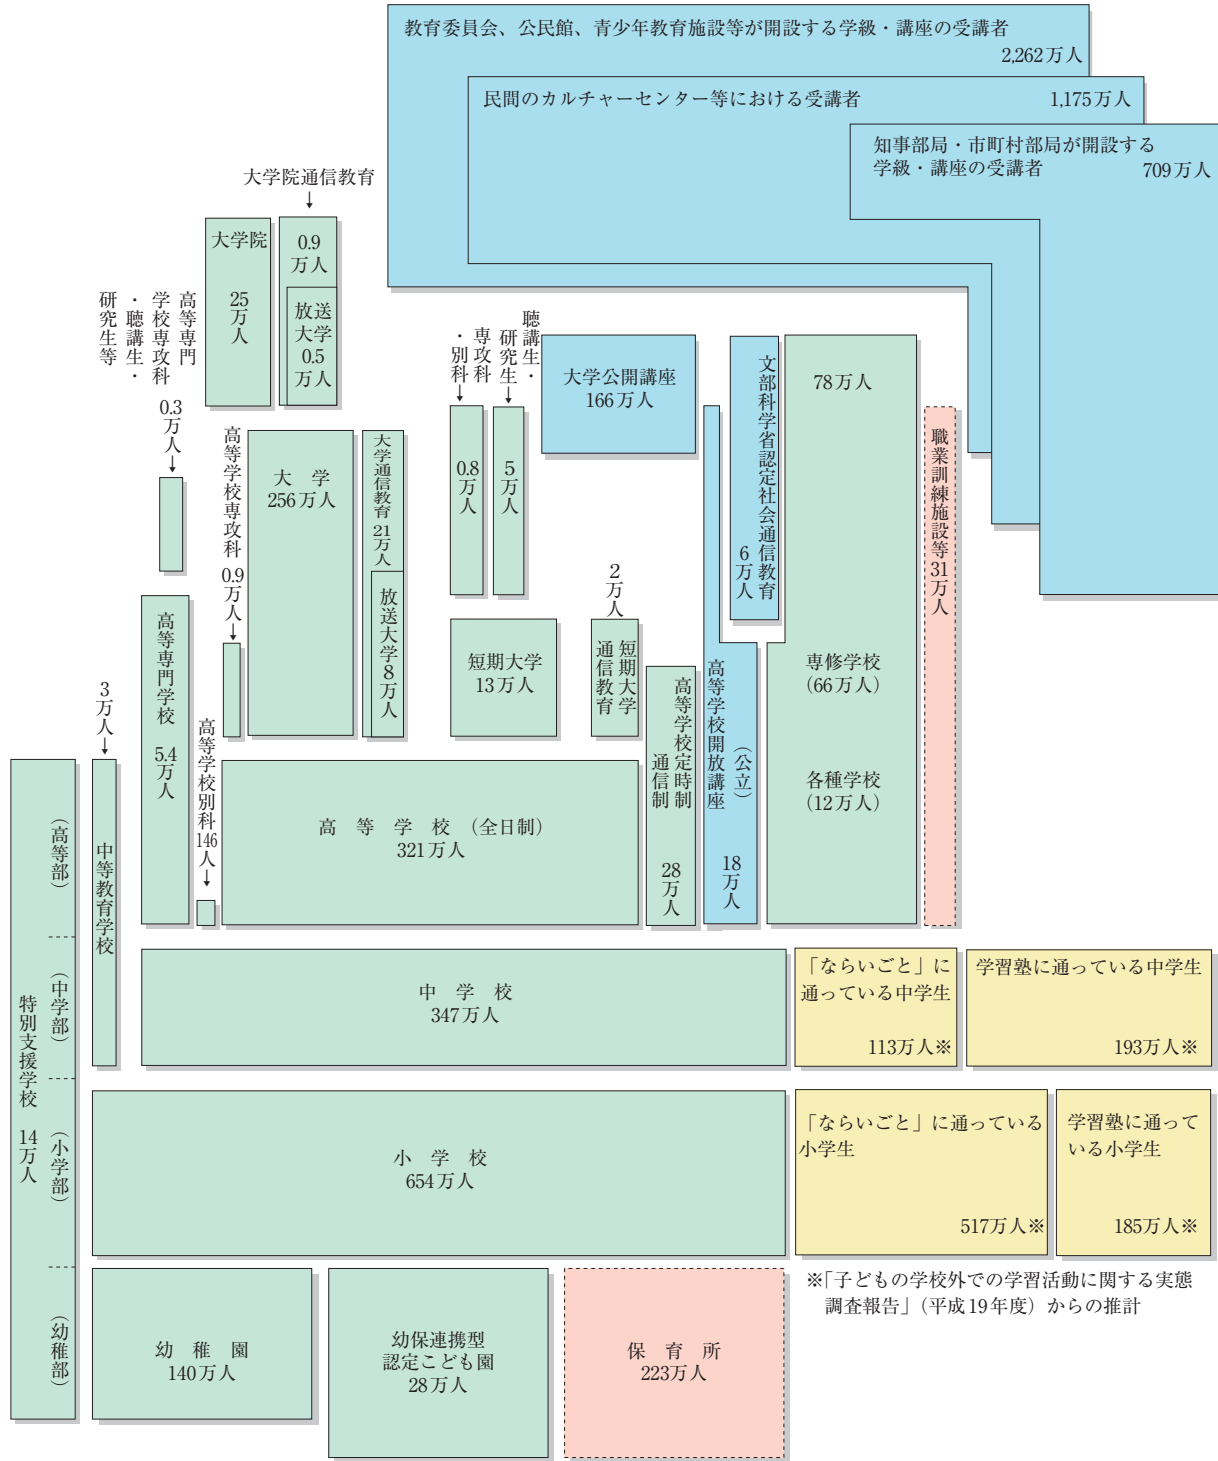 教育委員会、公民館、青少年教育施設等が開設する学級・講座の受講者
2,262万人
民間のカルチャーセンター等における受講者
1,175万人
知事部局・市町村部局が開設する
学級・講座の受講者
709万人
大学院通信教育
大学院
25
万人
0.9
万人
放送
大学
0.5
万人
高等専門
学校専攻科
・聴講生・
研究生等
0.3
万人
高等学校専攻科
0.9
万人
大 学
256万人
大学通信教育
21
万人
放送大学
8
万人
専攻科
・別科
0.8
万人
聴講生・
研究生
5
万人
大学公開講座
166万人
文部科学省認定社会通信教育
6
万人
78万人
専修学校
(66万人)
各種学校
(12万人)
職業訓練施設等
31
万人
高等専門学校
5.4
万人
短期大学
13万人
2
万人
短期大学
通信教育
高等学校定時制
通信制
28
万人
高等学校開放講座
(公立)
18
万人
3
万人
中等教育学校
高等学校別科
146
人
高 等 学 校 (全日制)
321万人
特別支援学校
14
万人
(高等部)
(中学部)
(小学部)
(幼稚部)
中 学 校
347万人
「ならいごと」に
通っている中学生
113万人※
学習塾に通っている中学生
193万人※
小 学 校
654万人
「ならいごと」に通っている
小学生
517万人※
学習塾に通って
いる小学生
185万人※
幼 稚 園
140万人
幼保連携型
認定こども園
28万人
保 育 所
223万人
※「子どもの学校外での学習活動に関する実態
調査報告」(平成19年度)からの推計